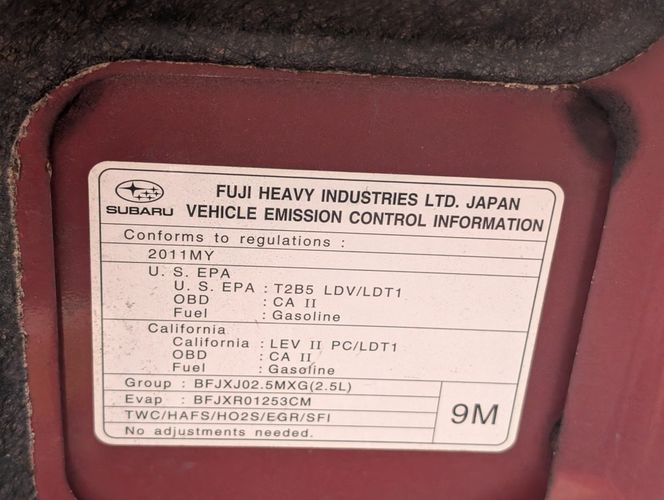 FUJI HEAVY INDUSTRIES LTD. JAPAN
SUBARU VEHICLE EMISSION CONTROL INFORMATION
Conforms to regulations :
2011MY
U. S. EPA
U. S. EPA : T2B5 LDV/LDT1
OBD : CA II
Fuel : Gasoline
California
California : LEV II PC/LDT1
OBD : CA II
Fuel : Gasoline
Group : BFJXJ02.5MXG(2.5L)
Evap : BFJXR01253CM
TWC/HAFS/HO2S/EGR/SFI
No adjustments needed.
9M